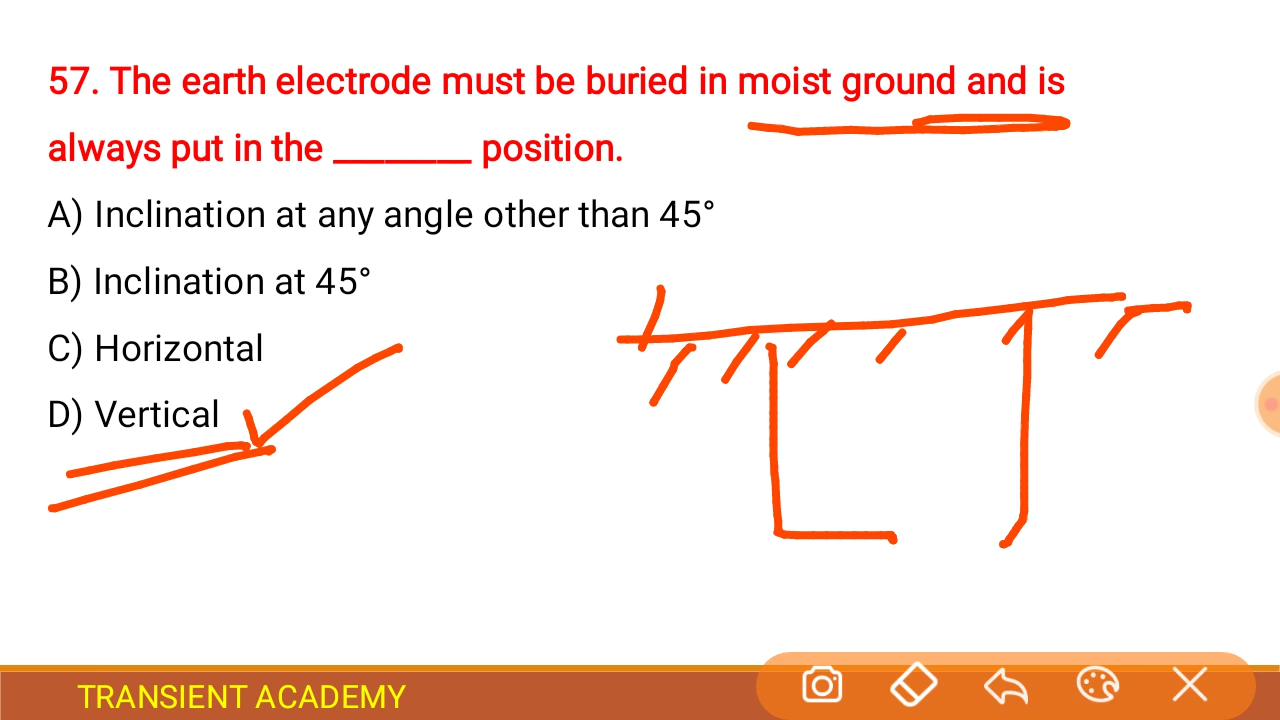 57. The earth electrode must be buried in moist ground and is
always put in the ________ position.
A) Inclination at any angle other than 45°
B) Inclination at 45°
C) Horizontal
D) Vertical
TRANSIENT ACADEMY